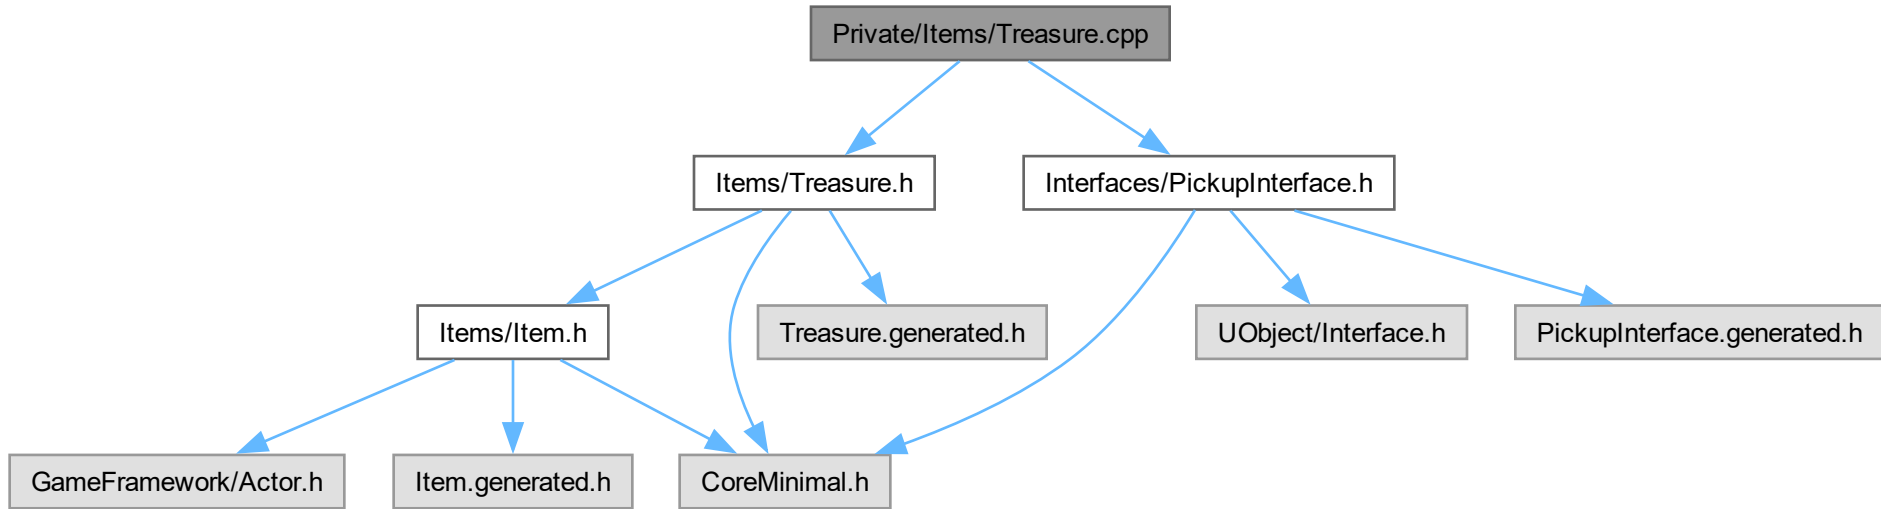 Private/Items/Treasure.cpp
Items/Treasure.h
Interfaces/PickupInterface.h
Items/Item.h
Treasure.generated.h
UObject/Interface.h
PickupInterface.generated.h
GameFramework/Actor.h
Item.generated.h
CoreMinimal.h